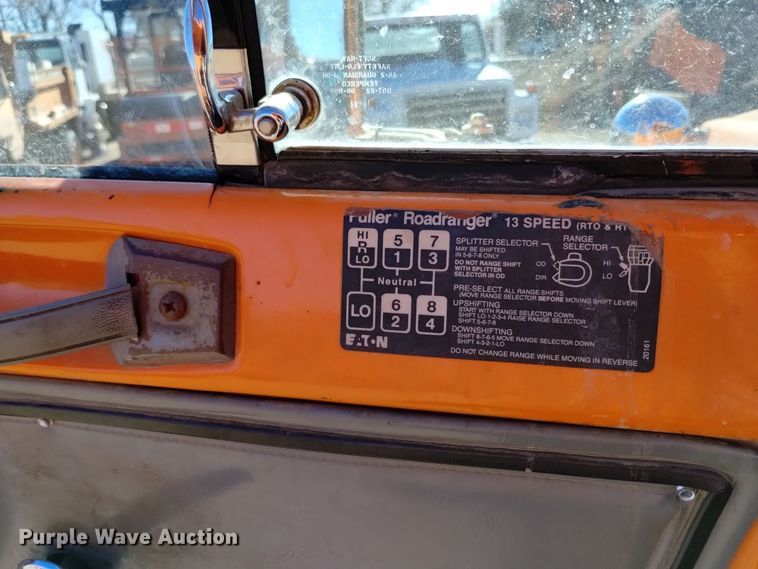 Fuller® Roadranger® 13 SPEED (RTO & RT
HI
R
LO
5
1
7
3
Neutral
LO
6
2
8
4
EATON
SPLITTER SELECTOR
MAY BE SHIFTED
IN 5-6-7-8 ONLY
DO NOT RANGE SHIFT
WITH SPLITTER
SELECTOR IN OD
OD
DIR
RANGE
SELECTOR
HI
LO
PRE-SELECT ALL RANGE SHIFTS
(MOVE RANGE SELECTOR BEFORE MOVING SHIFT LEVER)
UPSHIFTING
START WITH RANGE SELECTOR DOWN
SHIFT LO-1-2-3-4 RAISE RANGE SELECTOR
SHIFT 5-6-7-8
DOWNSHIFTING
SHIFT 8-7-6-5 MOVE RANGE SELECTOR DOWN
SHIFT 4-3-2-1-LO
DO NOT CHANGE RANGE WHILE MOVING IN REVERSE
20161
Purple Wave Auction